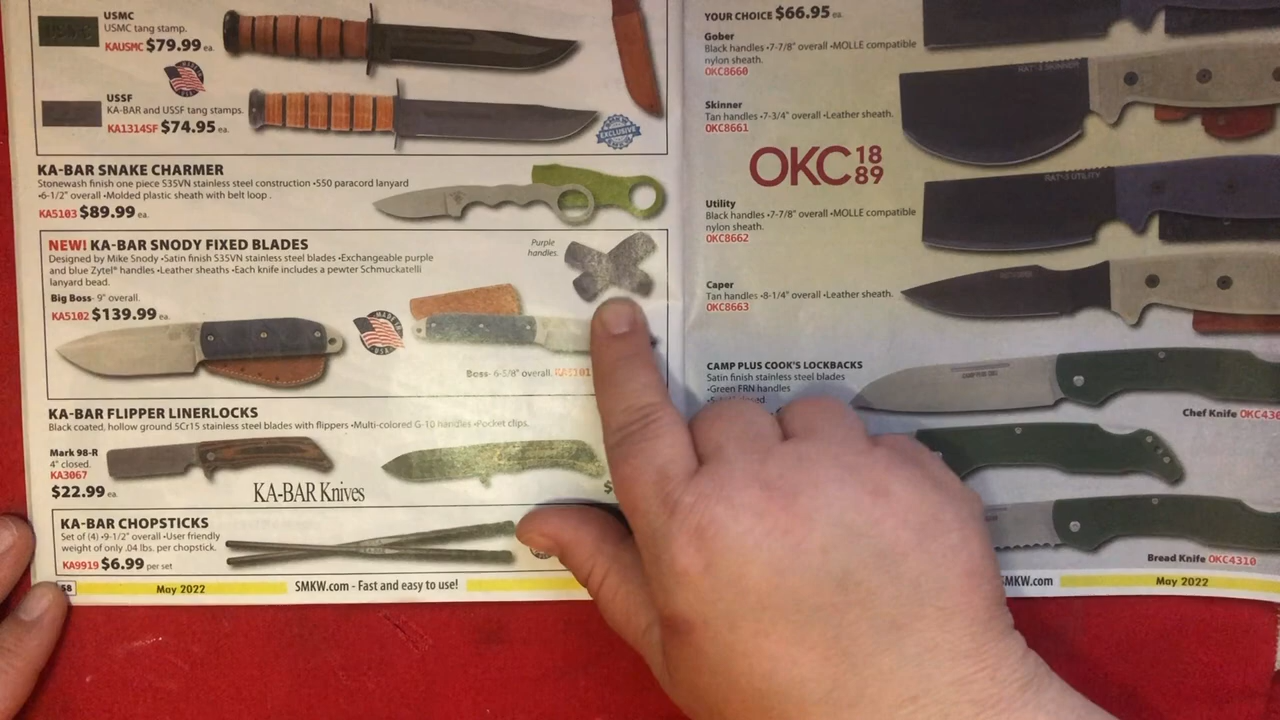 USMC
USMC tang stamp.
KAUSMC $79.99 ea.
USSF
KA-BAR and USSF tang stamps.
KA1314SF $74.95 ea.
EXCLUSIVE
KA-BAR SNAKE CHARMER
Stonewash finish one piece S35VN stainless steel construction •550 paracord lanyard
•6-1/2" overall •Molded plastic sheath with belt loop .
KA5103 $89.99 ea.
NEW! KA-BAR SNODY FIXED BLADES
Designed by Mike Snody •Satin finish S35VN stainless steel blades •Exchangeable purple
and blue Zytel® handles •Leather sheaths •Each knife includes a pewter Schmuckatelli
lanyard bead.
Purple
handles.
Big Boss- 9" overall.
KA5102 $139.99 ea.
MADE IN
USA
Boss- 6-5/8" overall. KA5101
KA-BAR FLIPPER LINERLOCKS
Black coated, hollow ground 5Cr15 stainless steel blades with flippers •Multi-colored G-10 handles •Pocket clips.
Mark 98-R
4" closed.
KA3067
$22.99 ea.
KA-BAR Knives
$
KA-BAR CHOPSTICKS
Set of (4) •9-1/2" overall •User friendly
weight of only .04 lbs. per chopstick.
KA9919 $6.99 per set
58 May 2022 SMKW.com - Fast and easy to use!
YOUR CHOICE $66.95 ea.
Gober
Black handles •7-7/8" overall •MOLLE compatible
nylon sheath.
OKC8660
Skinner
Tan handles •7-3/4" overall •Leather sheath.
OKC8661
OKC 18
89
Utility
Black handles •7-7/8" overall •MOLLE compatible
nylon sheath.
OKC8662
Caper
Tan handles •8-1/4" overall •Leather sheath.
OKC8663
CAMP PLUS COOK'S LOCKBACKS
Satin finish stainless steel blades
•Green FRN handles
Chef Knife OKC436
Bread Knife OKC4310
SMKW.com May 2022